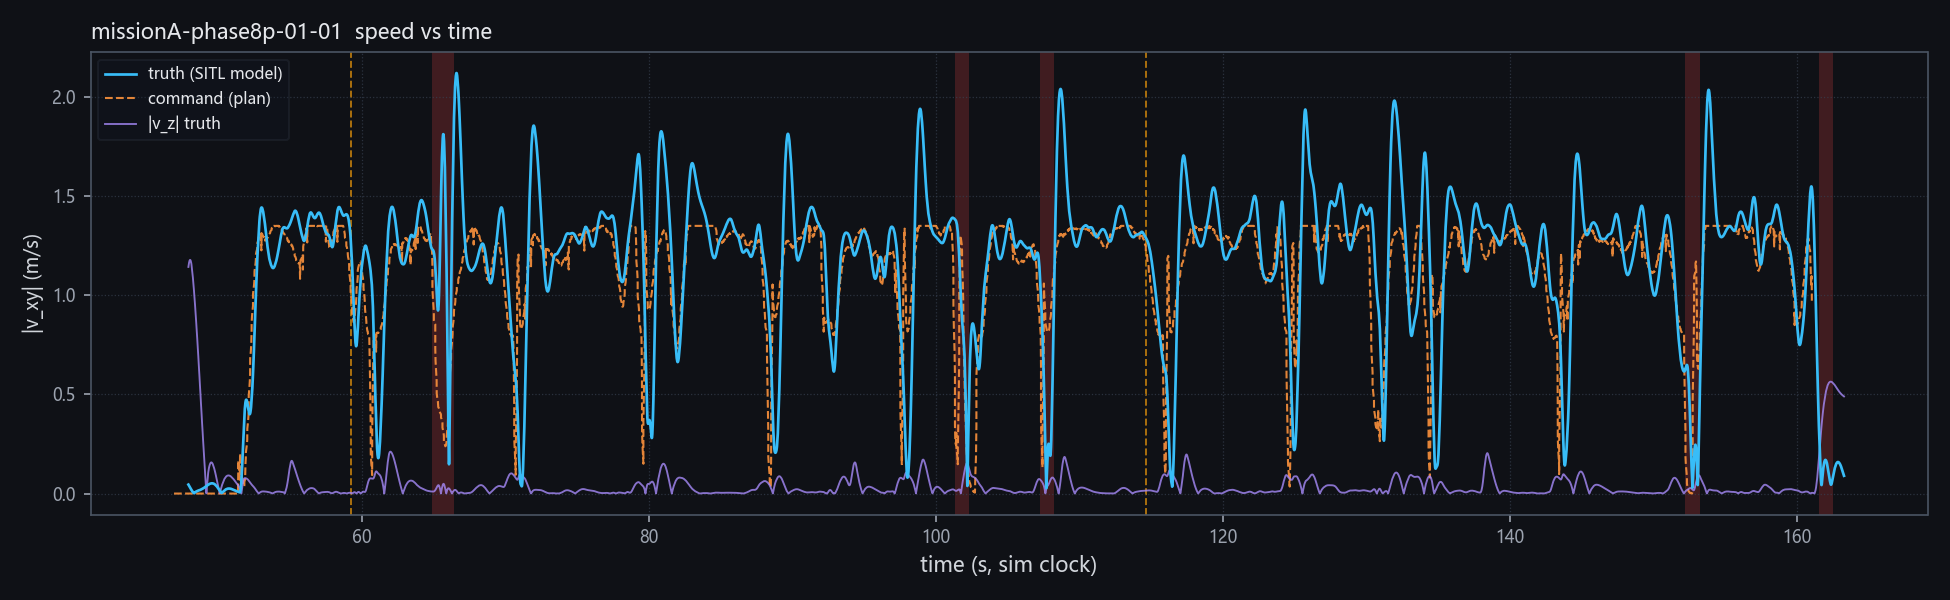 missionA-phase8p-01-01  speed vs time
truth (SITL model)
command (plan)
|v_z| truth
|v_xy| (m/s)
2.0
1.5
1.0
0.5
0.0
60
80
100
120
140
160
time (s, sim clock)